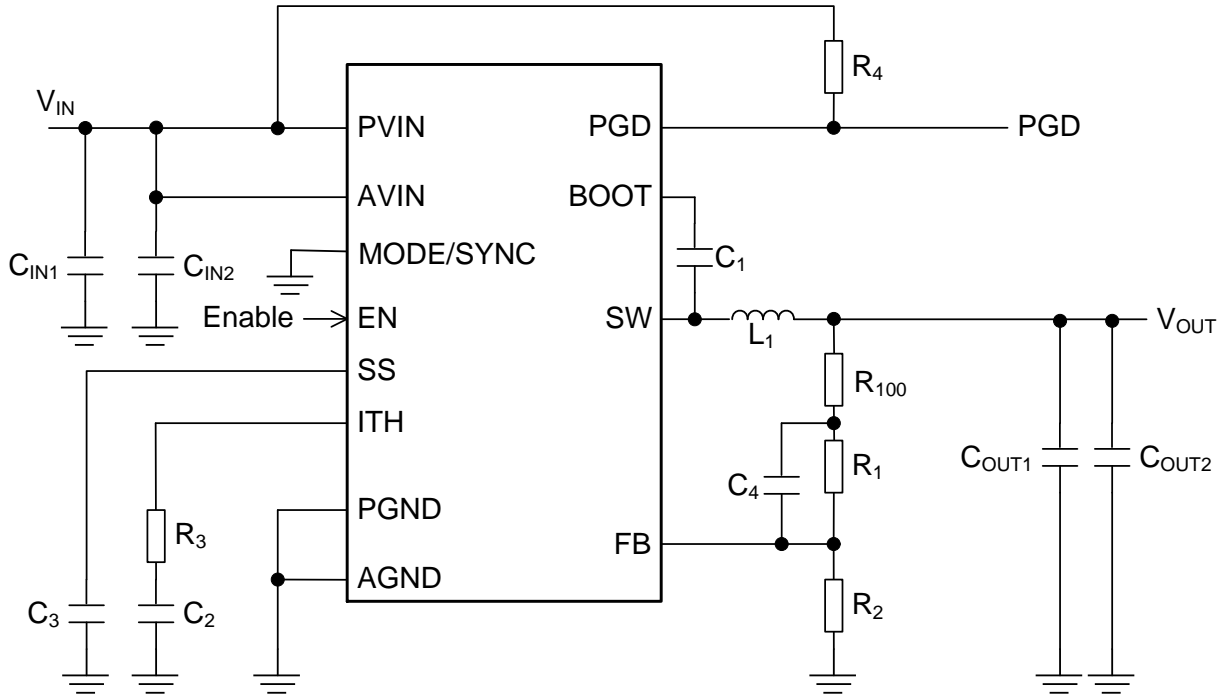 R4
VIN
PVIN
PGD
PGD
AVIN
BOOT
MODE/SYNC
CIN1
CIN2
C1
Enable
EN
SW
L1
VOUT
SS
R100
ITH
R1
COUT1
COUT2
C4
PGND
R3
FB
AGND
C3
C2
R2